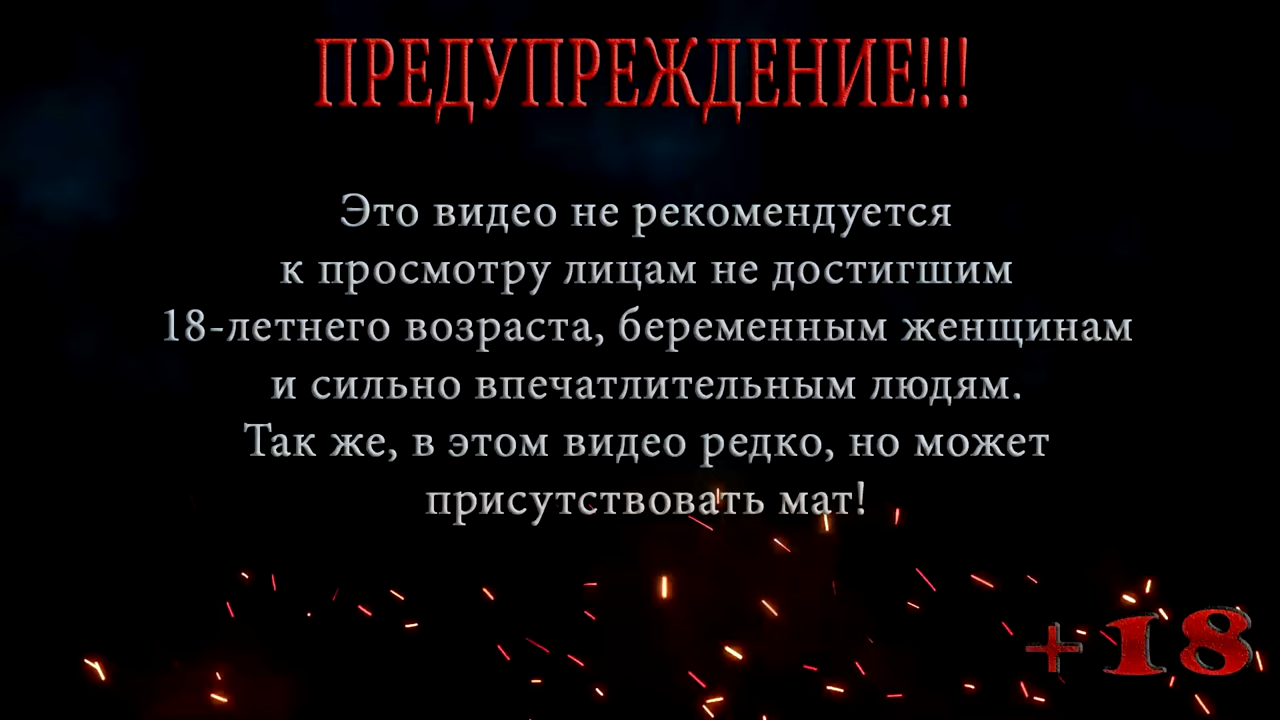 ПРЕДУПРЕЖДЕНИЕ!!!
Это видео не рекомендуется
к просмотру лицам не достигшим
18-летнего возраста, беременным женщинам
и сильно впечатлительным людям.
Так же, в этом видео редко, но может
присутствовать мат!
+18